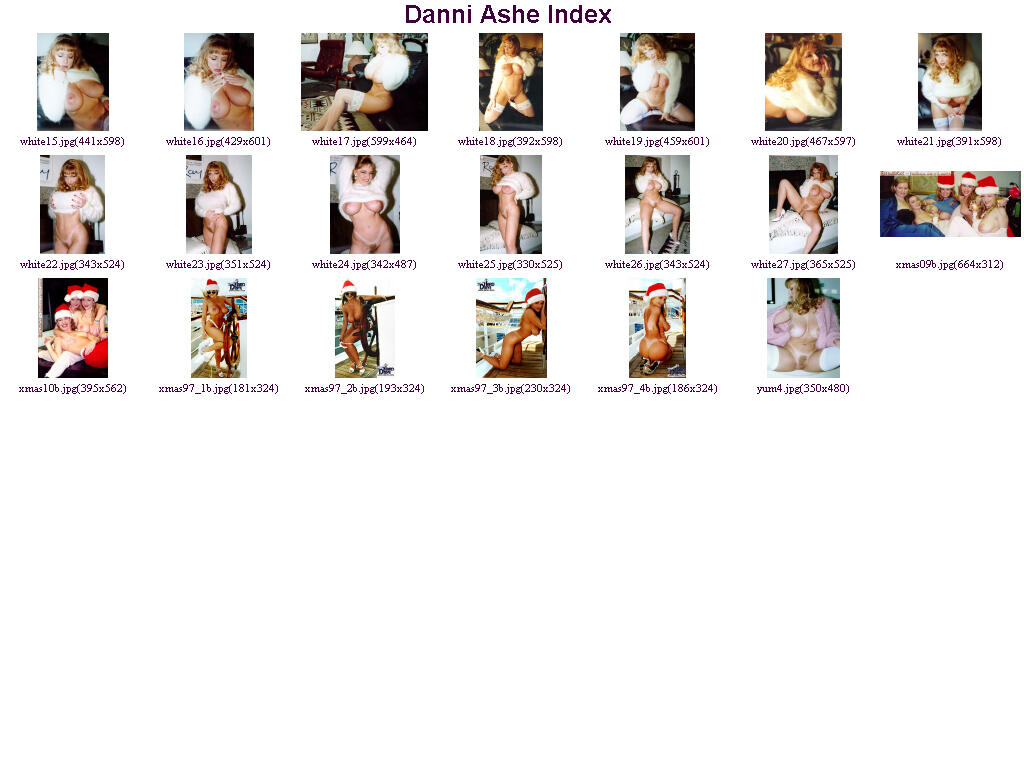 Danni Ashe Index
white15.jpg(441x598) white16.jpg(429x601) white17.jpg(599x464) white18.jpg(392x598) white19.jpg(459x601) white20.jpg(467x597) white21.jpg(391x598)
white22.jpg(343x524) white23.jpg(351x524) white24.jpg(342x487) white25.jpg(330x525) white26.jpg(343x524) white27.jpg(365x525) xmas09b.jpg(664x312)
xmas10b.jpg(395x562) xmas97_1b.jpg(181x324) xmas97_2b.jpg(193x324) xmas97_3b.jpg(230x324) xmas97_4b.jpg(186x324) yum4.jpg(350x480)